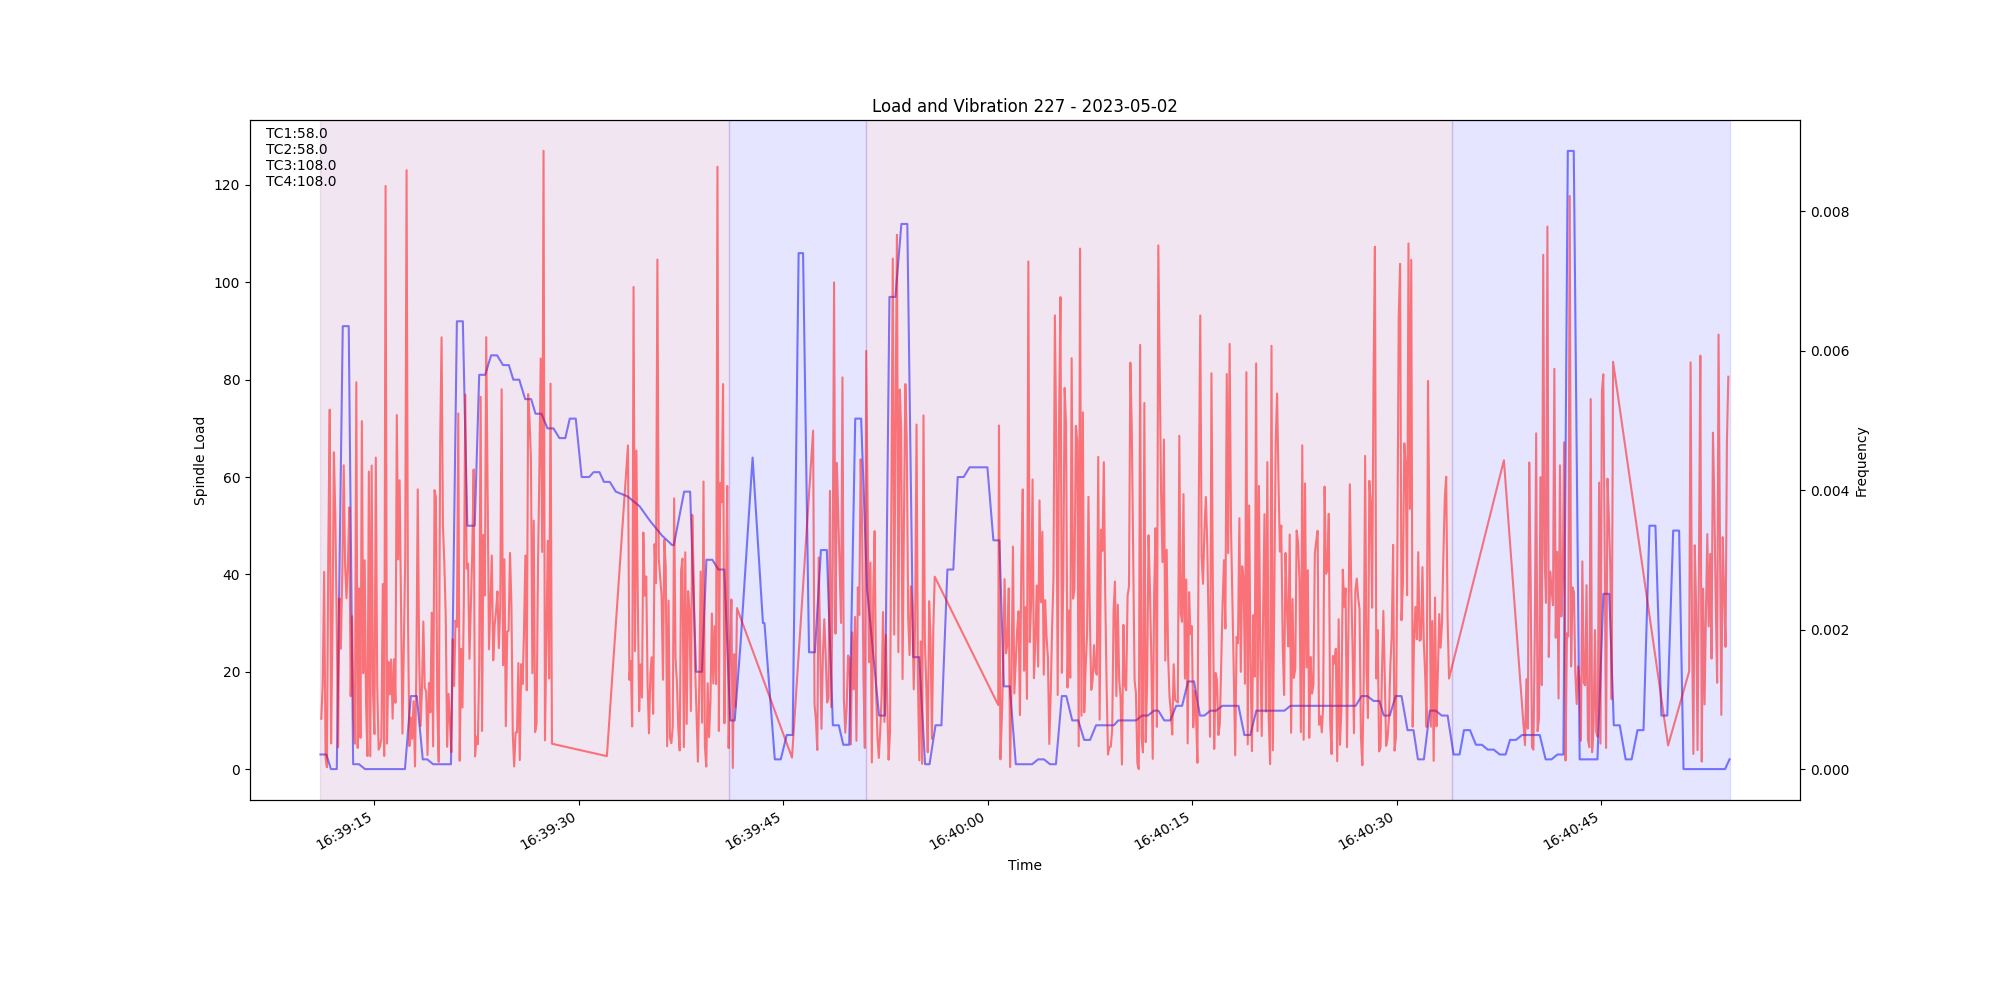 Load and Vibration 227 - 2023-05-02
TC1:58.0
TC2:58.0
TC3:108.0
TC4:108.0
120
100
80
60
40
20
0
Spindle Load
0.008
0.006
0.004
0.002
0.000
Frequency
16:39:15
16:39:30
16:39:45
16:40:00
16:40:15
16:40:30
16:40:45
Time